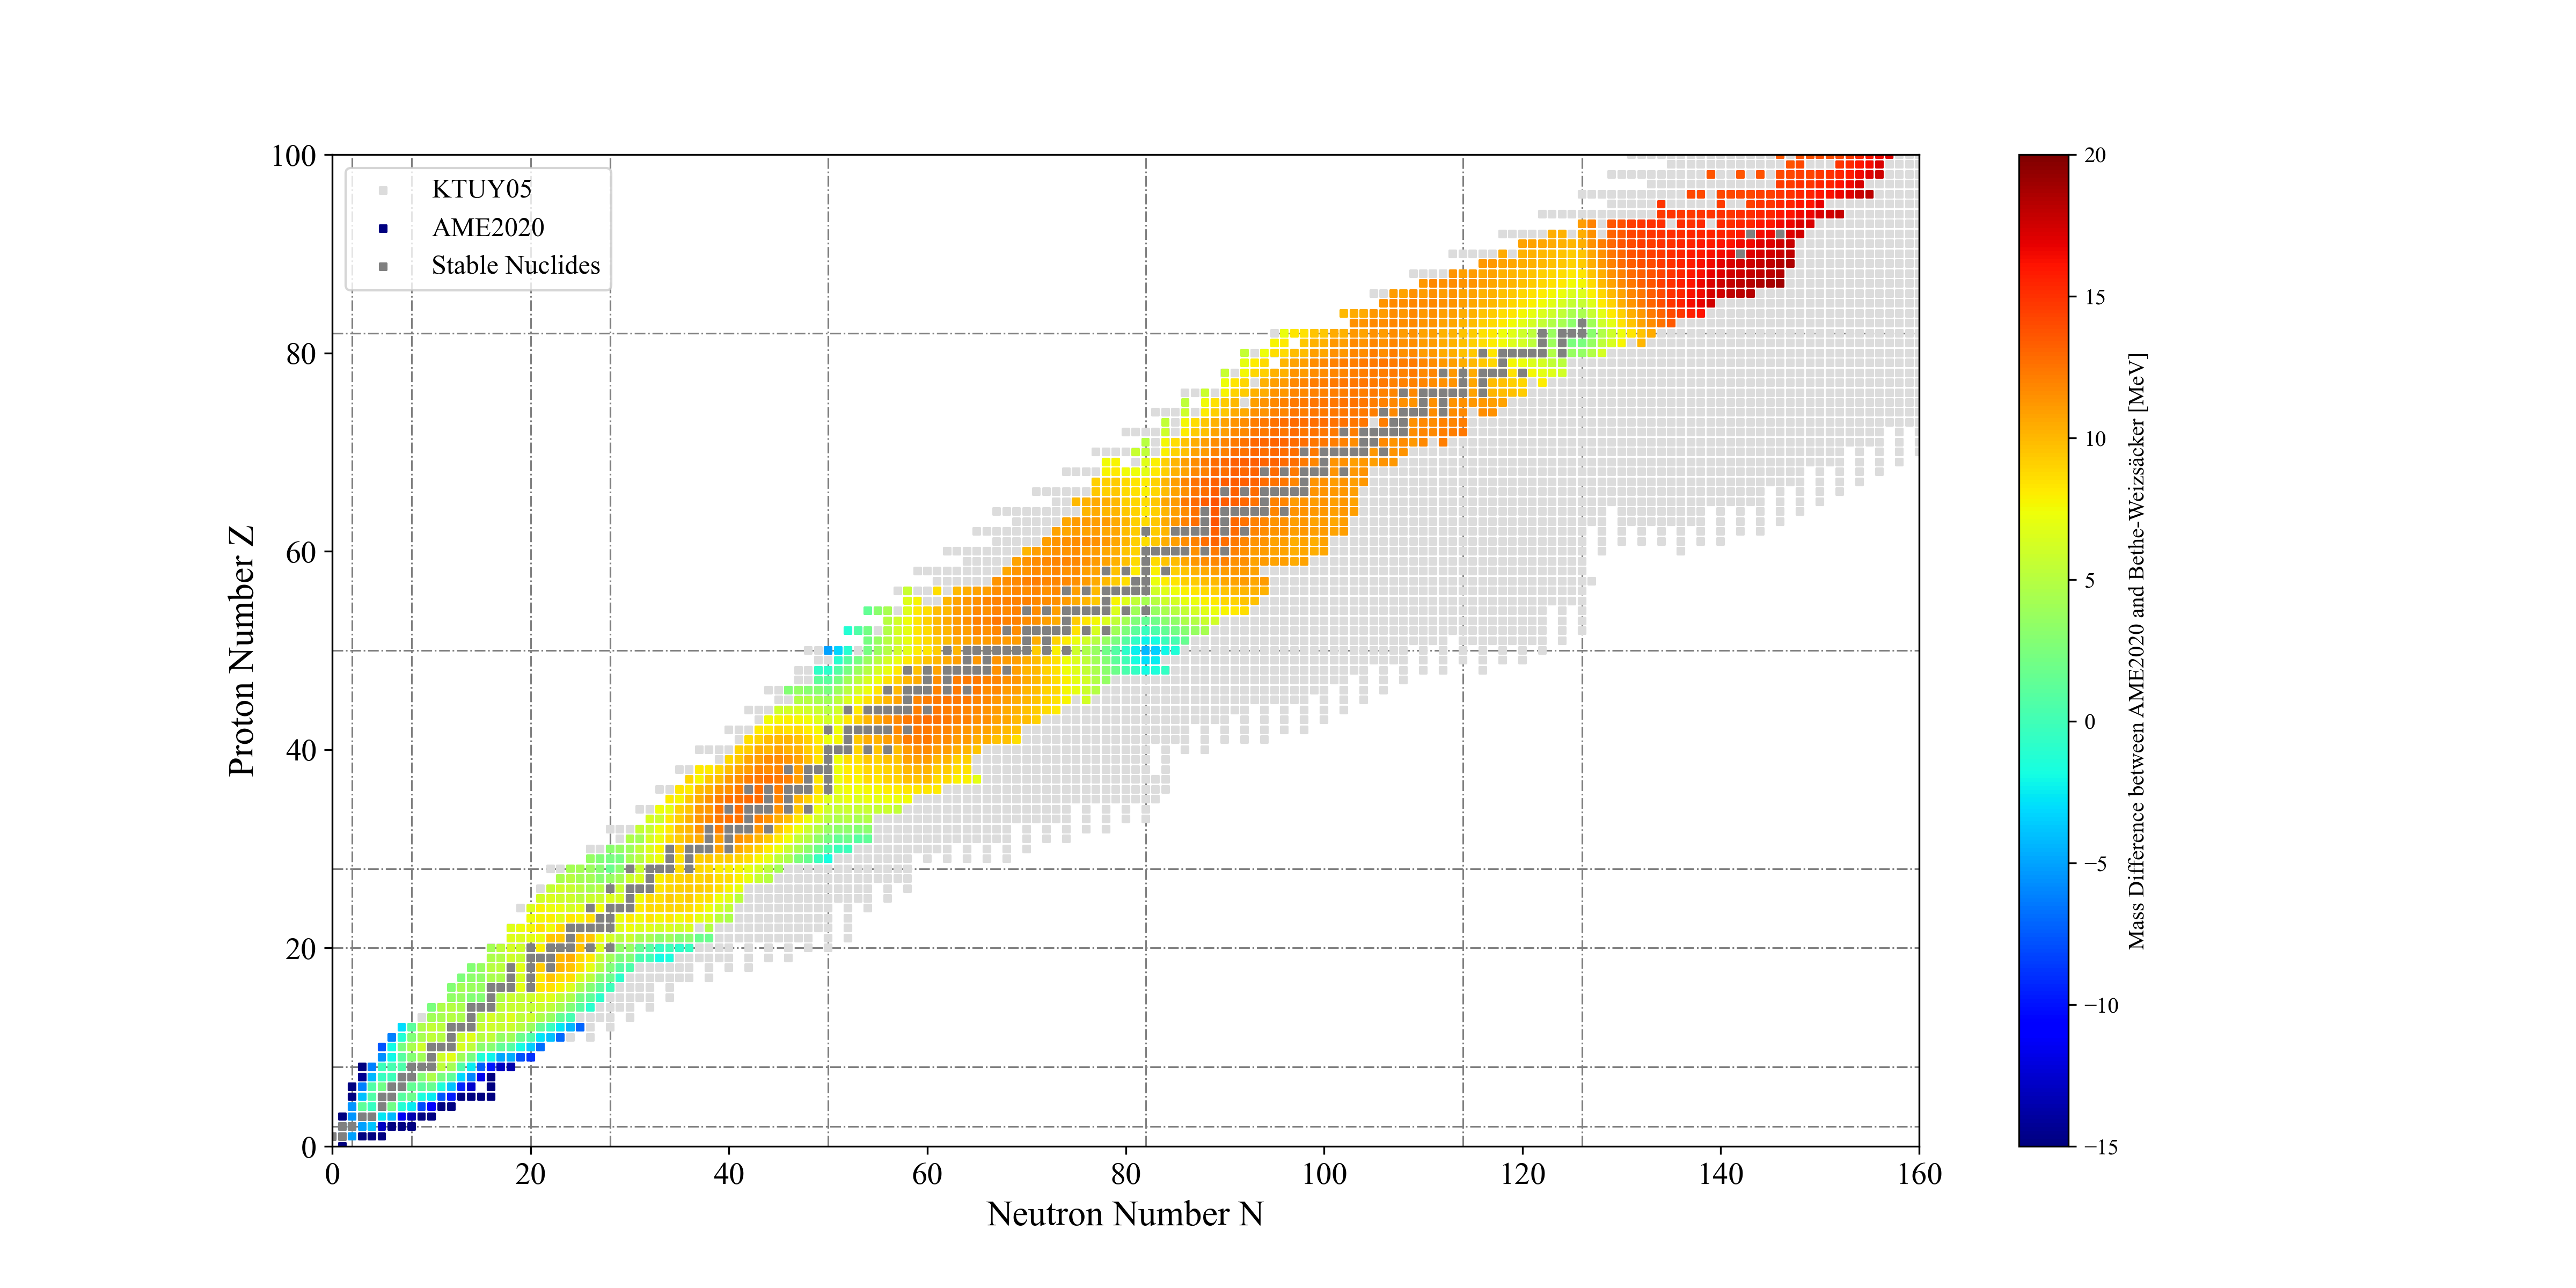 KTUY05
AME2020
Stable Nuclides
Proton Number Z
100
80
60
40
20
0
0 20 40 60 80 100 120 140 160
Neutron Number N
20
15
10
5
0
−5
−10
−15
Mass Difference between AME2020 and Bethe-Weizsäcker [MeV]